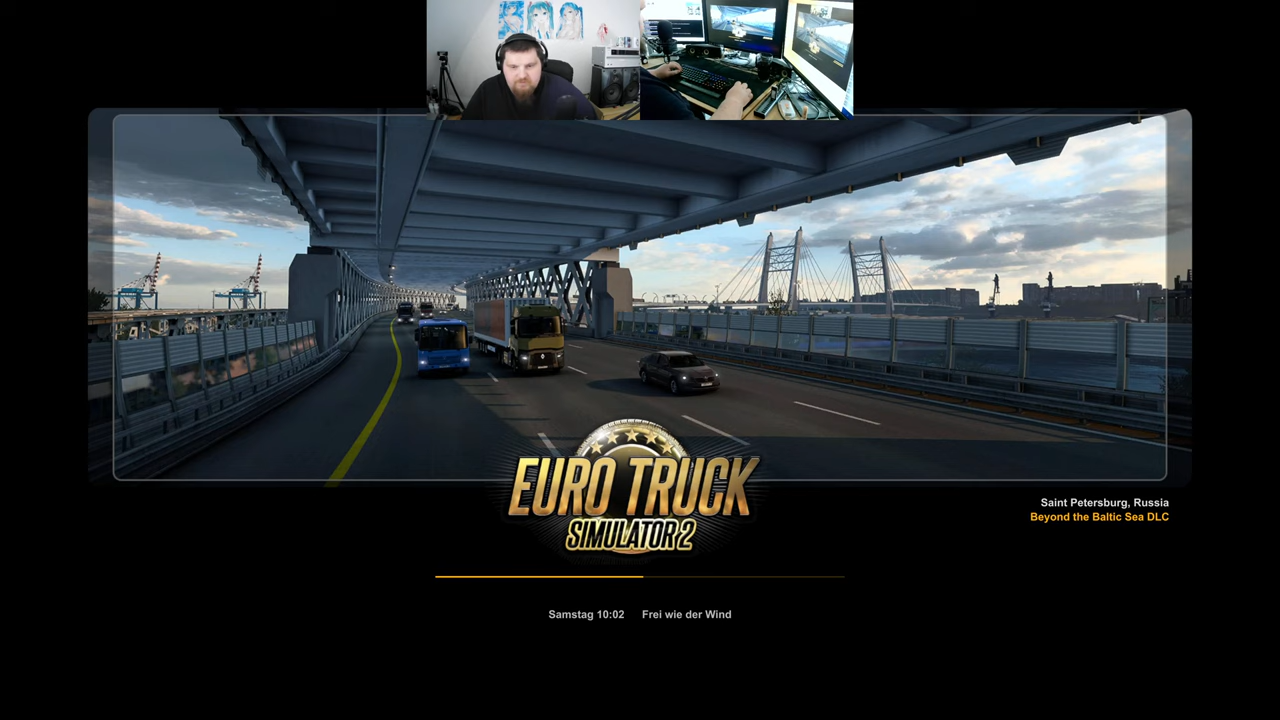 EURO TRUCK
SIMULATOR 2
Saint Petersburg, Russia
Beyond the Baltic Sea DLC
Samstag 10:02 Frei wie der Wind